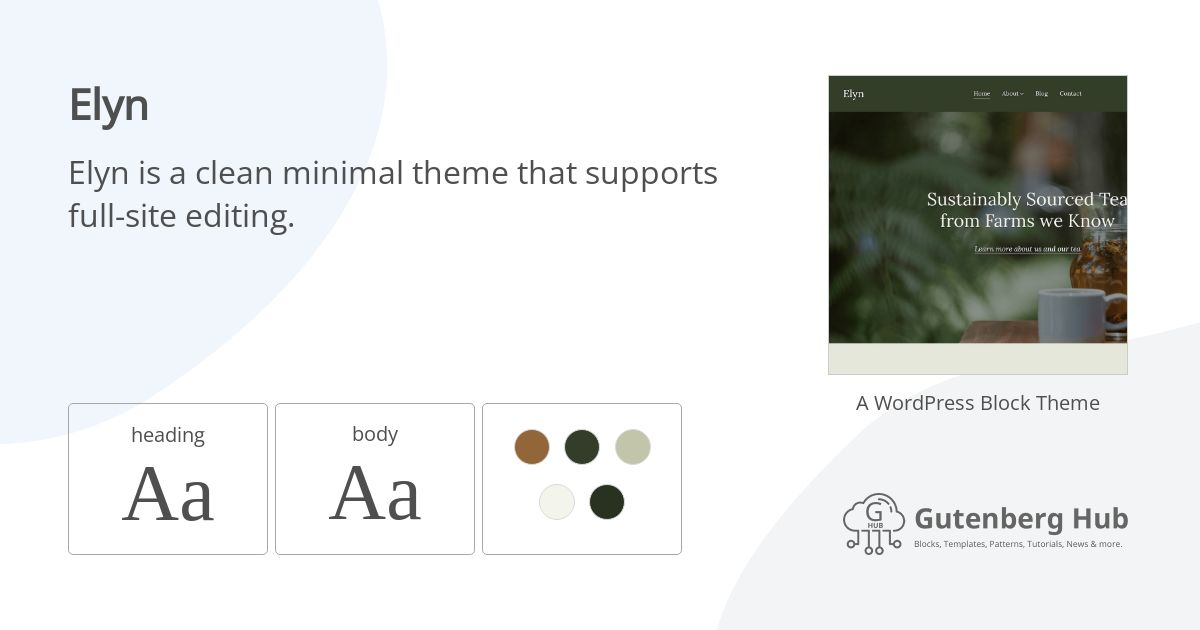 Elyn
Elyn is a clean minimal theme that supports
full-site editing.
Elyn
Home About Blog Contact
Sustainably Sourced Tea
from Farms we Know
Learn more about us and our tea
A WordPress Block Theme
heading
Aa
body
Aa
G
HUB
Gutenberg Hub
Blocks, Templates, Patterns, Tutorials, News & more.